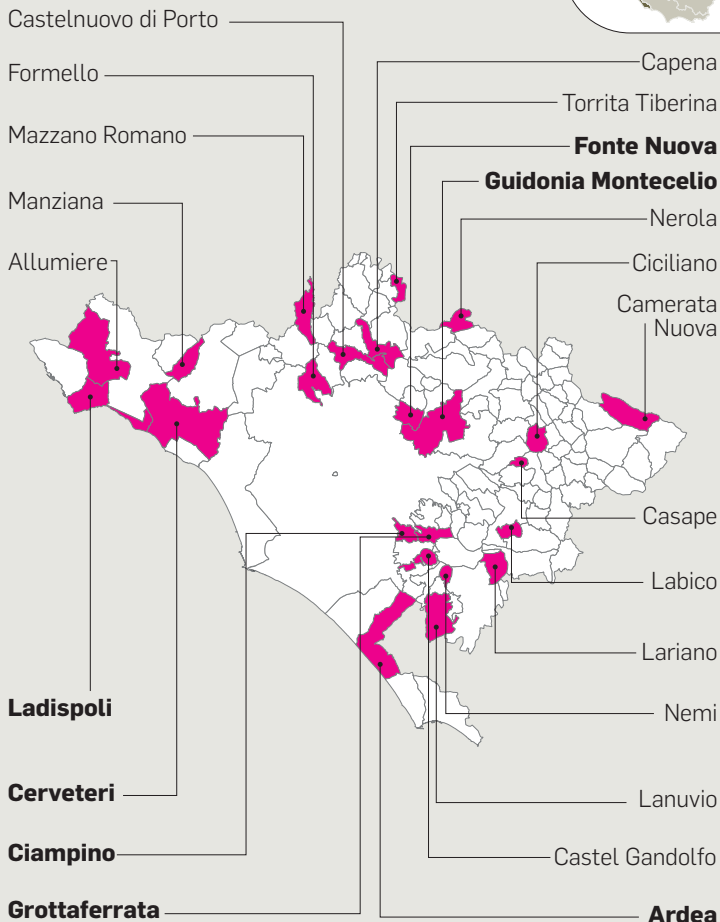 Castelnuovo di Porto
Formello
Mazzano Romano
Manziana
Allumiere
Capena
Torrita Tiberina
Fonte Nuova
Guidonia Montecelio
Nerola
Ciciliano
Camerata
Nuova
Casape
Labico
Lariano
Nemi
Lanuvio
Castel Gandolfo
Ardea
Ladispoli
Cerveteri
Ciampino
Grottaferrata